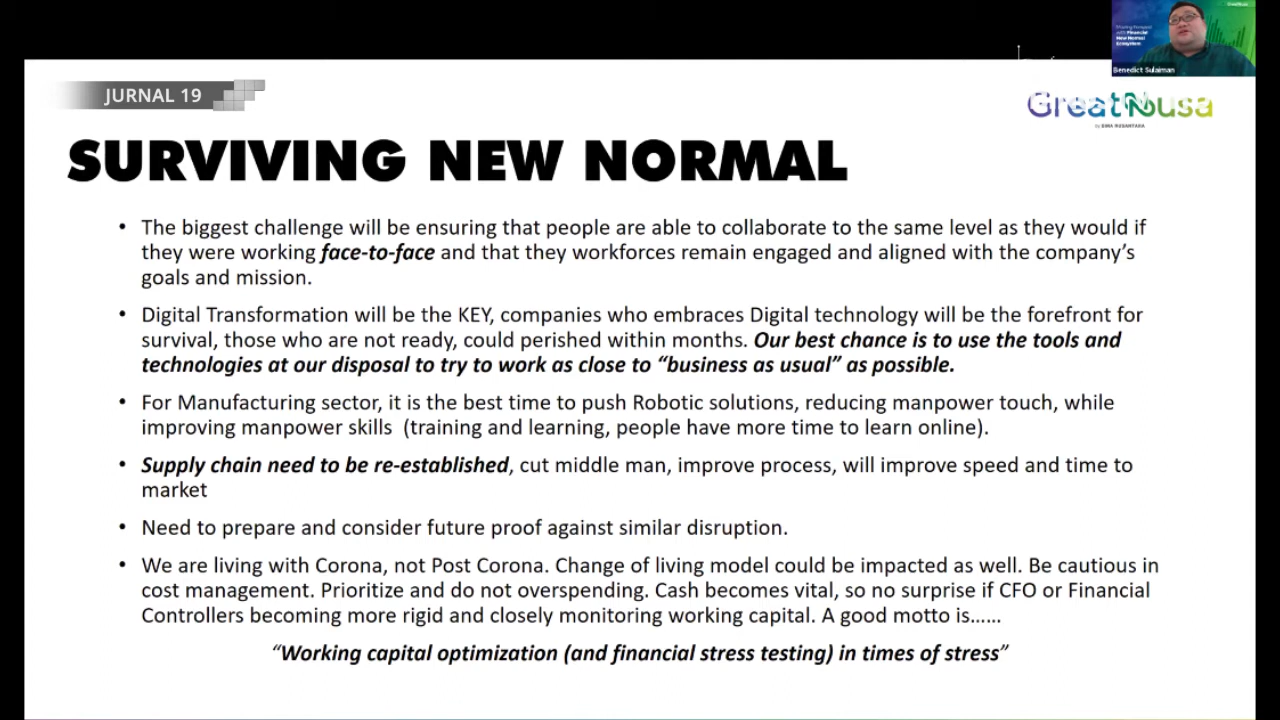 GreatNusa
Moving Forward
with Financial
New Normal
Ecosystem
Benedict Sulaiman
JURNAL 19
GreatNusa
by BINA NUSANTARA
SURVIVING NEW NORMAL
• The biggest challenge will be ensuring that people are able to collaborate to the same level as they would if
they were working face-to-face and that they workforces remain engaged and aligned with the company’s
goals and mission.
• Digital Transformation will be the KEY, companies who embraces Digital technology will be the forefront for
survival, those who are not ready, could perished within months. Our best chance is to use the tools and
technologies at our disposal to try to work as close to “business as usual” as possible.
• For Manufacturing sector, it is the best time to push Robotic solutions, reducing manpower touch, while
improving manpower skills (training and learning, people have more time to learn online).
• Supply chain need to be re-established, cut middle man, improve process, will improve speed and time to
market
• Need to prepare and consider future proof against similar disruption.
• We are living with Corona, not Post Corona. Change of living model could be impacted as well. Be cautious in
cost management. Prioritize and do not overspending. Cash becomes vital, so no surprise if CFO or Financial
Controllers becoming more rigid and closely monitoring working capital. A good motto is……
“Working capital optimization (and financial stress testing) in times of stress”